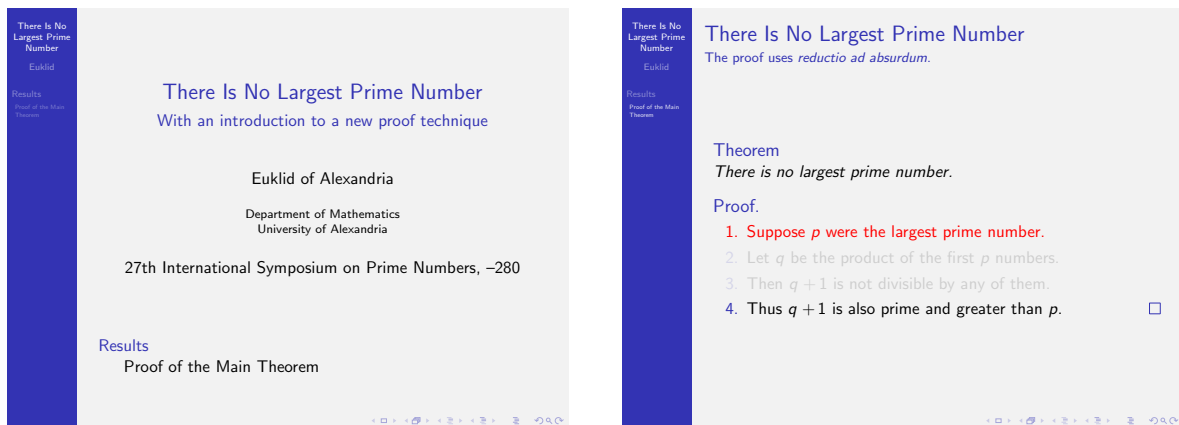 There Is No
Largest Prime
Number
Euklid
Results
Proof of the Main
Theorem
There Is No Largest Prime Number
With an introduction to a new proof technique
Euklid of Alexandria
Department of Mathematics
University of Alexandria
27th International Symposium on Prime Numbers, –280
Results
Proof of the Main Theorem
There Is No
Largest Prime
Number
Euklid
Results
Proof of the Main
Theorem
There Is No Largest Prime Number
The proof uses reductio ad absurdum.
Theorem
There is no largest prime number.
Proof.
1. Suppose p were the largest prime number.
2. Let q be the product of the first p numbers.
3. Then q + 1 is not divisible by any of them.
4. Thus q + 1 is also prime and greater than p.